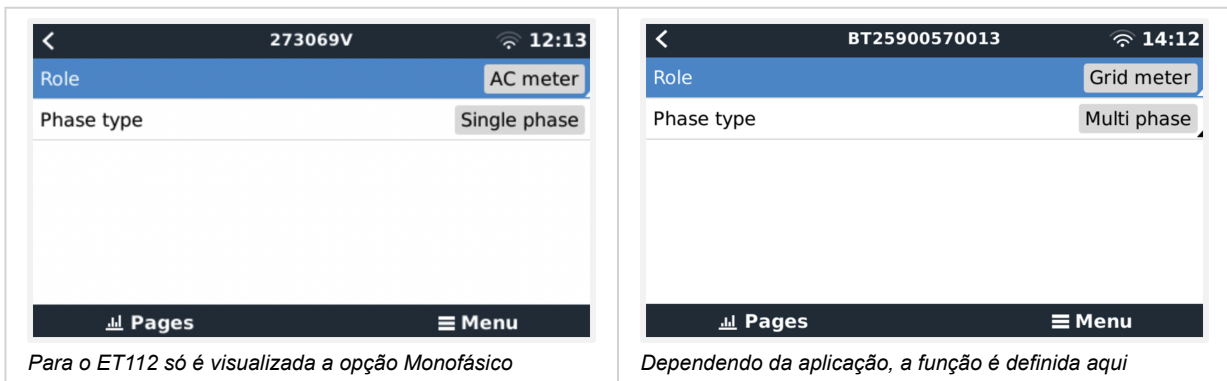 273069V 12:13
Role AC meter
Phase type Single phase
Pages Menu
Para o ET112 só é visualizada a opção Monofásico
BT25900570013 14:12
Role Grid meter
Phase type Multi phase
Pages Menu
Dependendo da aplicação, a função é definida aqui